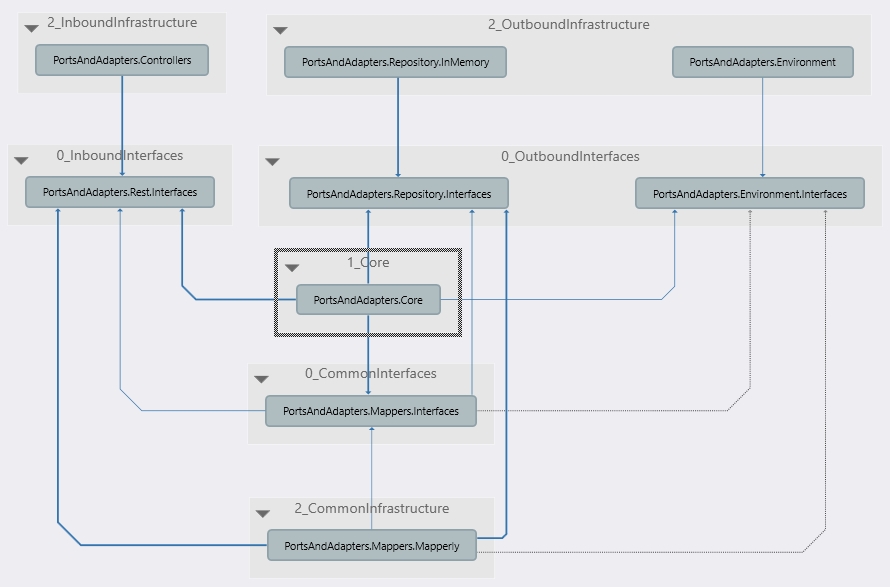 2_InboundInfrastructure
PortsAndAdapters.Controllers
2_OutboundInfrastructure
PortsAndAdapters.Repository.InMemory
PortsAndAdapters.Environment
0_InboundInterfaces
PortsAndAdapters.Rest.Interfaces
0_OutboundInterfaces
PortsAndAdapters.Repository.Interfaces
PortsAndAdapters.Environment.Interfaces
1_Core
PortsAndAdapters.Core
0_CommonInterfaces
PortsAndAdapters.Mappers.Interfaces
2_CommonInfrastructure
PortsAndAdapters.Mappers.Mapperly